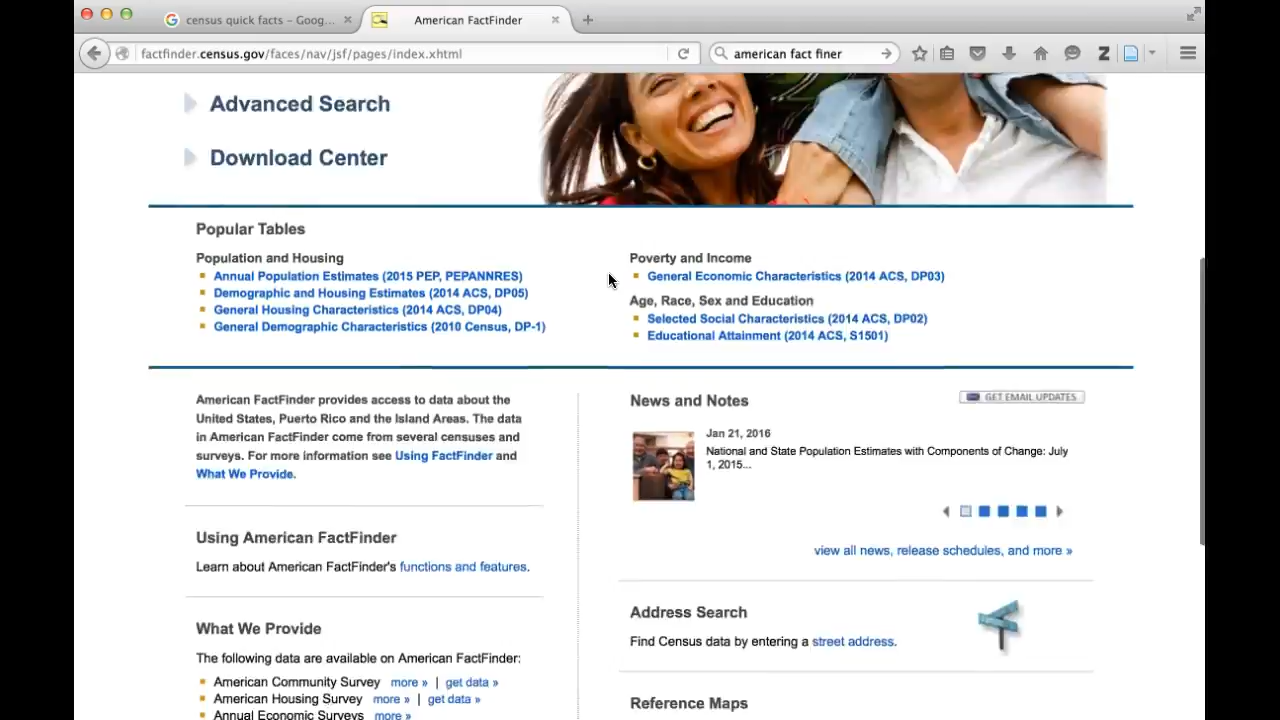 census quick facts – Goog...
American FactFinder
factfinder.census.gov/faces/nav/jsf/pages/index.xhtml
american fact finer
Z
Advanced Search
Download Center
Popular Tables
Population and Housing
Annual Population Estimates (2015 PEP, PEPANNRES)
Demographic and Housing Estimates (2014 ACS, DP05)
General Housing Characteristics (2014 ACS, DP04)
General Demographic Characteristics (2010 Census, DP-1)
Poverty and Income
General Economic Characteristics (2014 ACS, DP03)
Age, Race, Sex and Education
Selected Social Characteristics (2014 ACS, DP02)
Educational Attainment (2014 ACS, S1501)
American FactFinder provides access to data about the
United States, Puerto Rico and the Island Areas. The data
in American FactFinder come from several censuses and
surveys. For more information see Using FactFinder and
What We Provide.
Using American FactFinder
Learn about American FactFinder's functions and features.
What We Provide
The following data are available on American FactFinder:
American Community Survey more » | get data »
American Housing Survey more » | get data »
Annual Economic Surveys more »
News and Notes
GET EMAIL UPDATES
Jan 21, 2016
National and State Population Estimates with Components of Change: July
1, 2015...
view all news, release schedules, and more »
Address Search
Find Census data by entering a street address.
Reference Maps